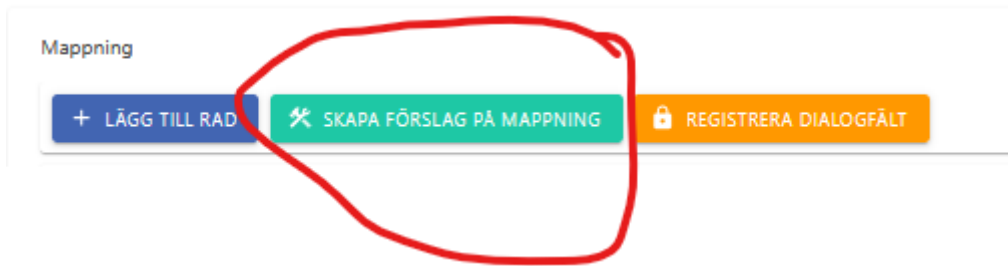 Mappning
+ LÄGG TILL RAD SKAPA FÖRSLAG PÅ MAPPNING REGISTRERA DIALOGFÄLT